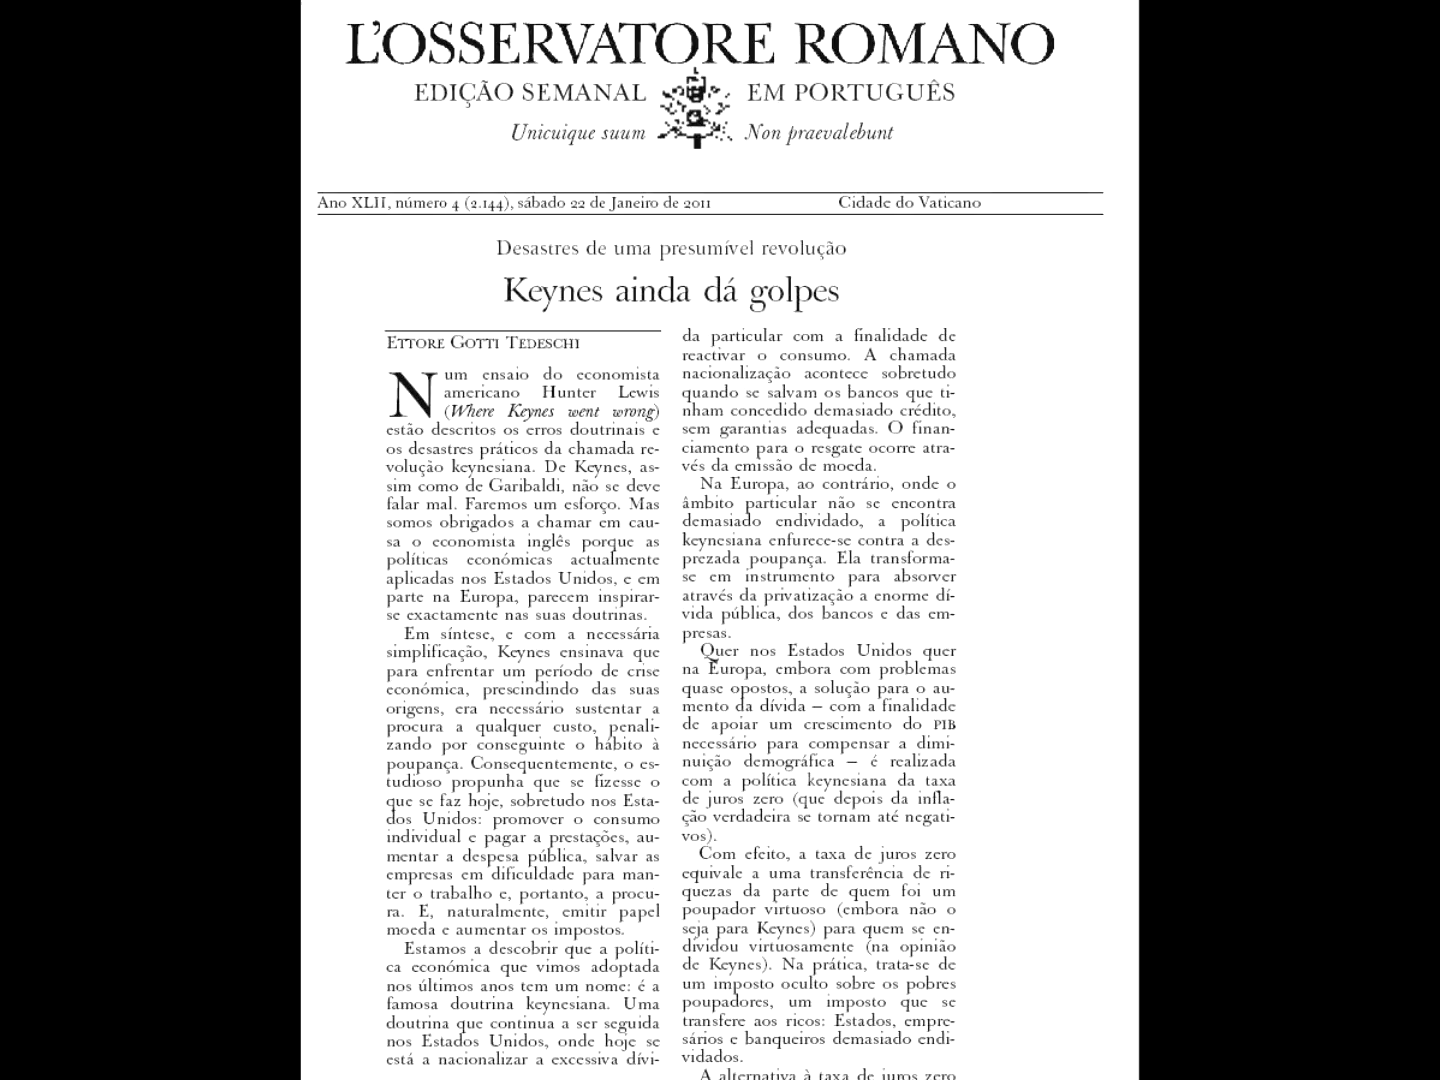 L'OSSERVATORE ROMANO
EDIÇÃO SEMANAL EM PORTUGUÊS
Unicuique suum Non praevalebunt
Ano XLII, número 4 (2.144), sábado 22 de Janeiro de 2011 Cidade do Vaticano
Desastres de uma presumível revolução
Keynes ainda dá golpes
ETTORE GOTTI TEDESCHI
Num ensaio do economista
americano Hunter Lewis
(Where Keynes went wrong)
estão descritos os erros doutrinais e
os desastres práticos da chamada re-
volução keynesiana. De Keynes, as-
sim como de Garibaldi, não se deve
falar mal. Faremos um esforço. Mas
somos obrigados a chamar em cau-
sa o economista inglês porque as
políticas económicas actualmente
aplicadas nos Estados Unidos, e em
parte na Europa, parecem inspirar-
se exactamente nas suas doutrinas.
Em síntese, e com a necessária
simplificação, Keynes ensinava que
para enfrentar um período de crise
económica, prescindindo das suas
origens, era necessário sustentar a
procura a qualquer custo, penali-
zando por conseguinte o hábito à
poupança. Consequentemente, o es-
tudioso propunha que se fizesse o
que se faz hoje, sobretudo nos Esta-
dos Unidos: promover o consumo
individual e pagar a prestações, au-
mentar a despesa pública, salvar as
empresas em dificuldade para man-
ter o trabalho e, portanto, a procu-
ra. E, naturalmente, emitir papel
moeda e aumentar os impostos.
Estamos a descobrir que a políti-
ca económica que vimos adoptada
nos últimos anos tem um nome: é a
famosa doutrina keynesiana. Uma
doutrina que continua a ser seguida
nos Estados Unidos, onde hoje se
está a nacionalizar a excessiva dívi-
da particular com a finalidade de
reactivar o consumo. A chamada
nacionalização acontece sobretudo
quando se salvam os bancos que ti-
nham concedido demasiado crédito,
sem garantias adequadas. O finan-
ciamento para o resgate ocorre atra-
vés da emissão de moeda.
Na Europa, ao contrário, onde o
âmbito particular não se encontra
demasiado endividado, a política
keynesiana enfurece-se contra a des-
prezada poupança. Ela transforma-
se em instrumento para absorver
através da privatização a enorme dí-
vida pública, dos bancos e das em-
presas.
Quer nos Estados Unidos quer
na Europa, embora com problemas
quase opostos, a solução para o au-
mento da dívida – com a finalidade
de apoiar um crescimento do PIB
necessário para compensar a dimi-
nuição demográfica – é realizada
com a política keynesiana da taxa
de juros zero (que depois da infla-
ção verdadeira se tornam até negati-
vos).
Com efeito, a taxa de juros zero
equivale a uma transferência de ri-
quezas da parte de quem foi um
poupador virtuoso (embora não o
seja para Keynes) para quem se en-
dividou virtuosamente (na opinião
de Keynes). Na prática, trata-se de
um imposto oculto sobre os pobres
poupadores, um imposto que se
transfere aos ricos: Estados, empre-
sários e banqueiros demasiado endi-
vidados.
A alternativa à taxa de juros zero